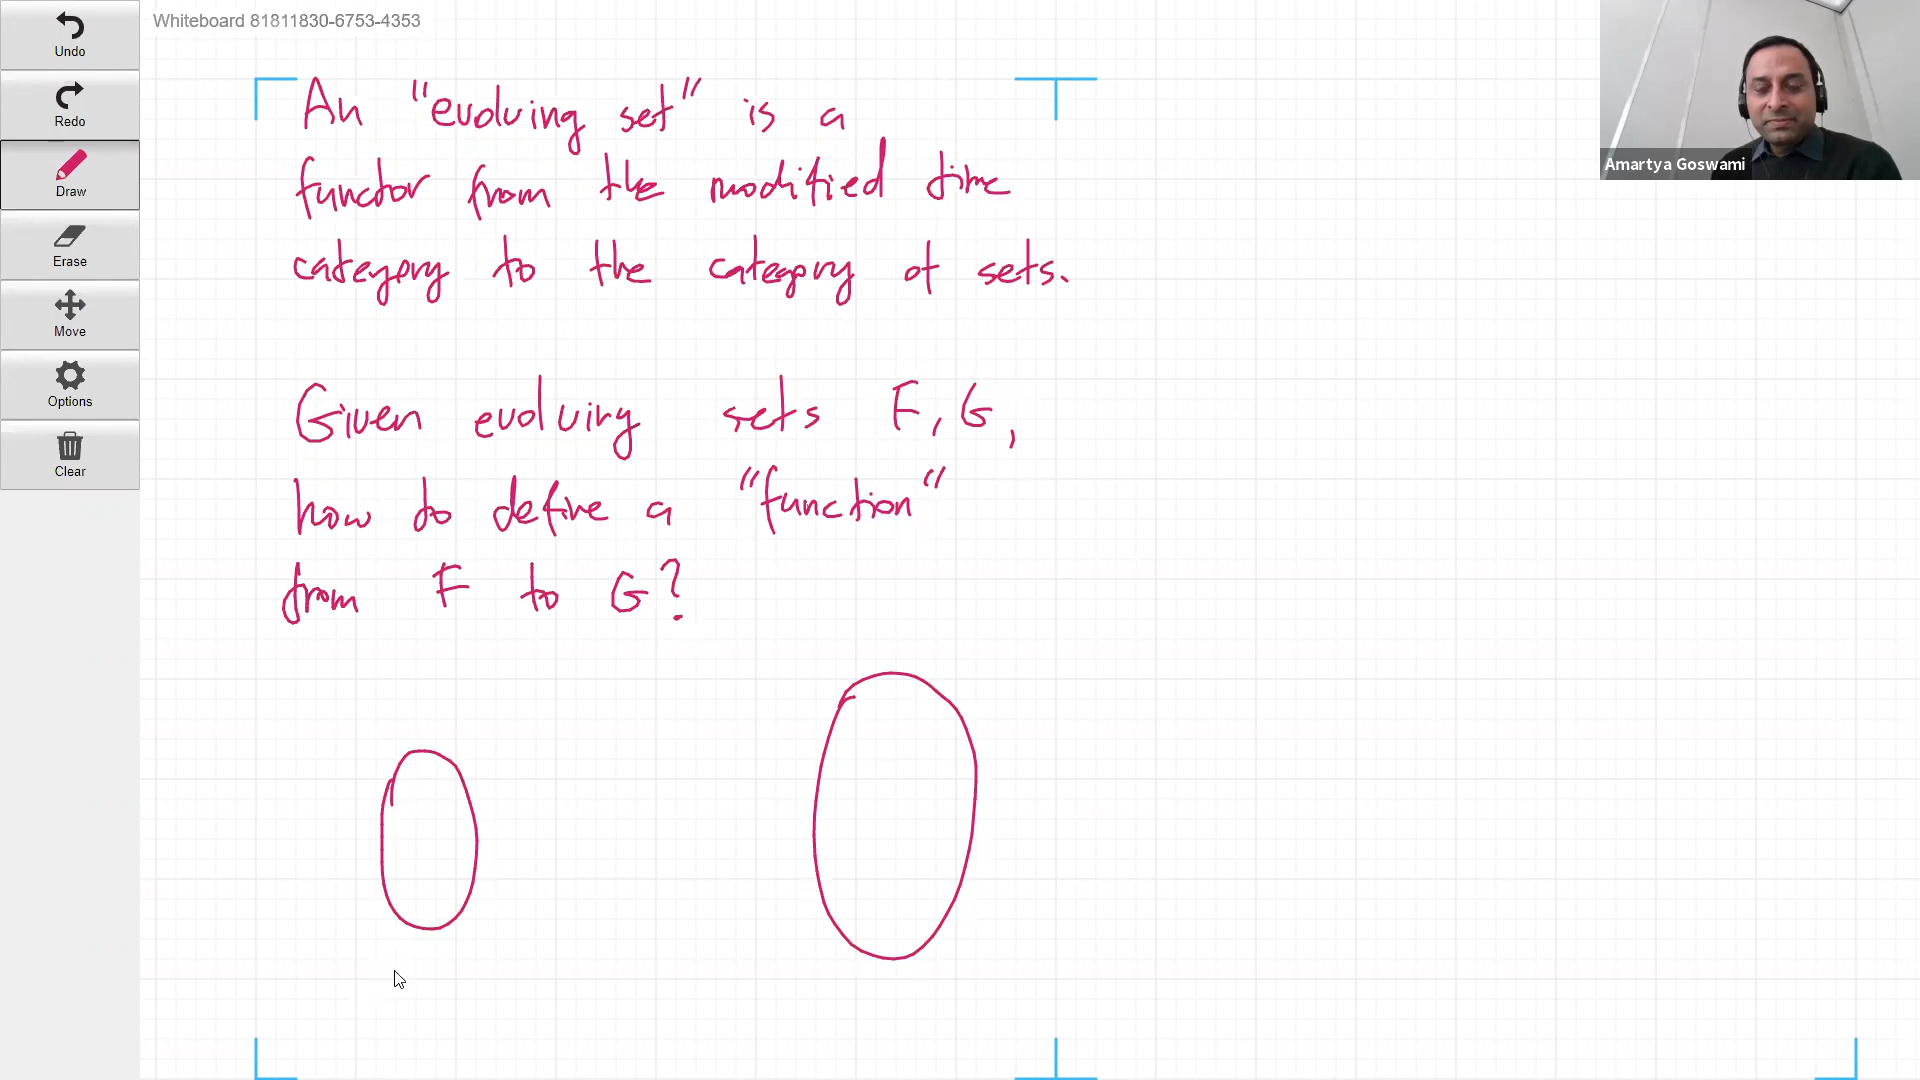 Whiteboard 81811830-6753-4353
Undo
Redo
Draw
Erase
Move
Options
Clear
An "evolving set" is a
functor from the modified time
category to the category of sets.
Given evolving sets F, G,
how to define a "function"
from F to G?
Amartya Goswami